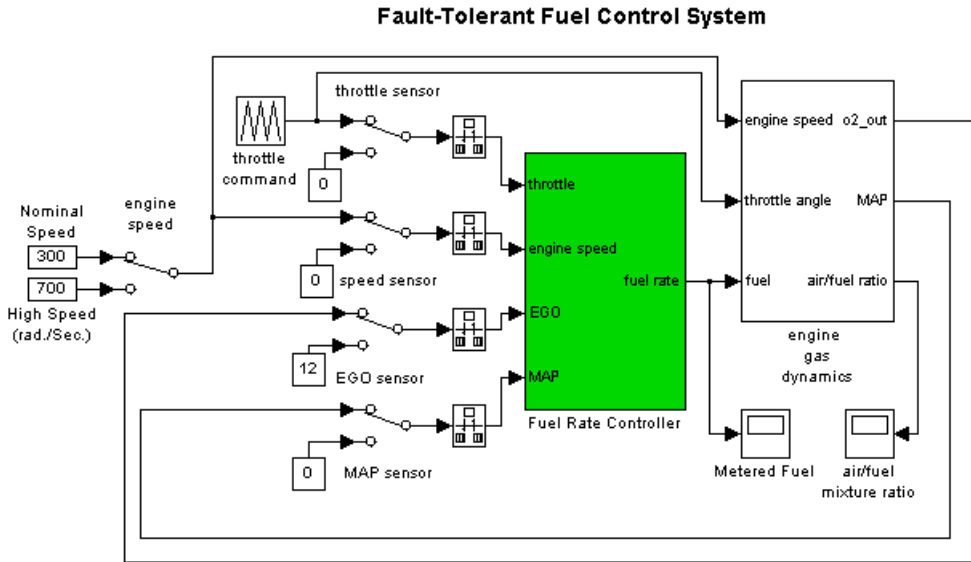 Fault-Tolerant Fuel Control System
throttle sensor
throttle
command
0
engine
speed
Nominal
Speed
300
700
High Speed
(rad./Sec.)
0
speed sensor
12
EGO sensor
0
MAP sensor
throttle
engine speed
EGO
MAP
fuel rate
Fuel Rate Controller
engine speed
o2_out
throttle angle
MAP
fuel
air/fuel ratio
engine
gas
dynamics
Metered Fuel
air/fuel
mixture ratio